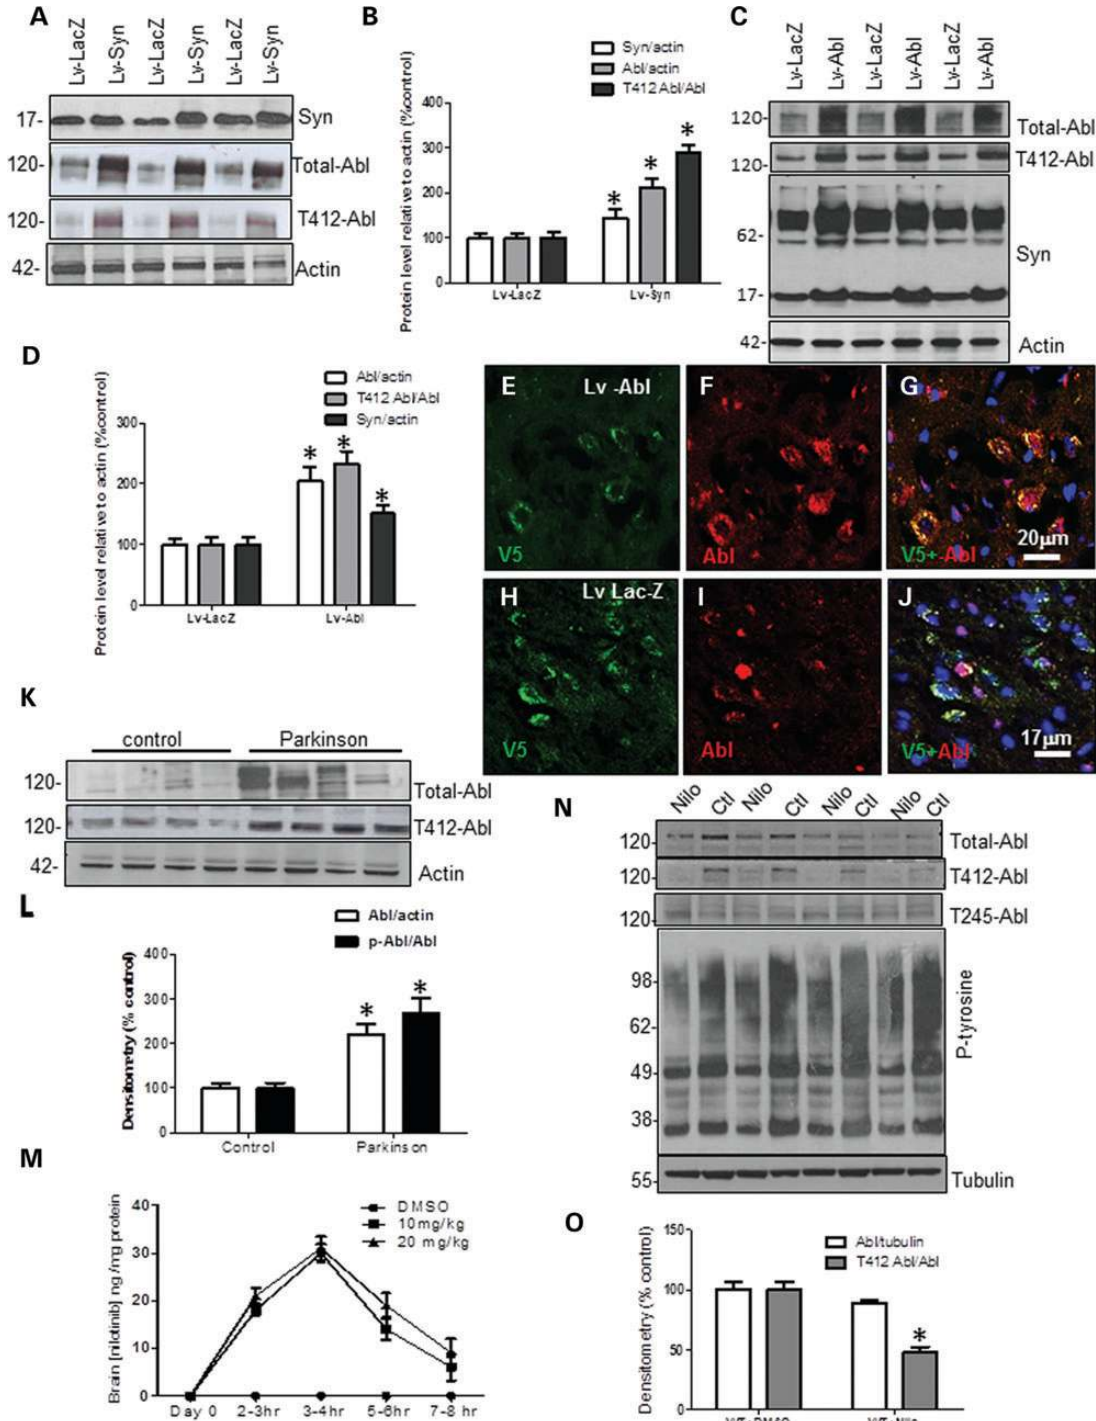 A
Lv-LacZ
Lv-Syn
Lv-LacZ
Lv-Syn
Lv-LacZ
Lv-Syn
17-
Syn
120-
Total-Abl
120-
T412-Abl
42-
Actin
B
Syn/actin
Abl/actin
T412 Abl/Abl
Protein level relative to actin (%control)
400
300
200
100
0
Lv-LacZ
Lv-Syn
C
Lv-LacZ
Lv-Abl
Lv-LacZ
Lv-Abl
Lv-LacZ
Lv-Abl
120-
Total-Abl
120-
T412-Abl
62-
Syn
17-
42-
Actin
D
Abl/actin
T412 Abl/Abl
Syn/actin
Protein level relative to actin (%control)
300
200
100
0
Lv-LacZ
Lv-Abl
E
Lv -Abl
V5
F
Abl
G
20µm
V5+-Abl
H
Lv Lac-Z
V5
I
Abl
J
17µm
V5+Abl
K
control
Parkinson
120-
Total-Abl
120-
T412-Abl
42-
Actin
L
Abl/actin
p-Abl/Abl
Densitometry (% control)
400
300
200
100
0
Control
Parkinson
M
DMSO
10mg/kg
20 mg/kg
Brain [nilotinib] ng /mg protein
40
30
20
10
0
Day 0
2-3hr
3-4hr
5-6hr
7-8 hr
N
Nilo
Ctl
Nilo
Ctl
Nilo
Ctl
Nilo
Ctl
120-
Total-Abl
120-
T412-Abl
120-
T245-Abl
98-
62-
49-
38-
P-tyrosine
55-
Tubulin
O
Abl/tubulin
T412 Abl/Abl
Densitometry (% control)
150
100
50
0